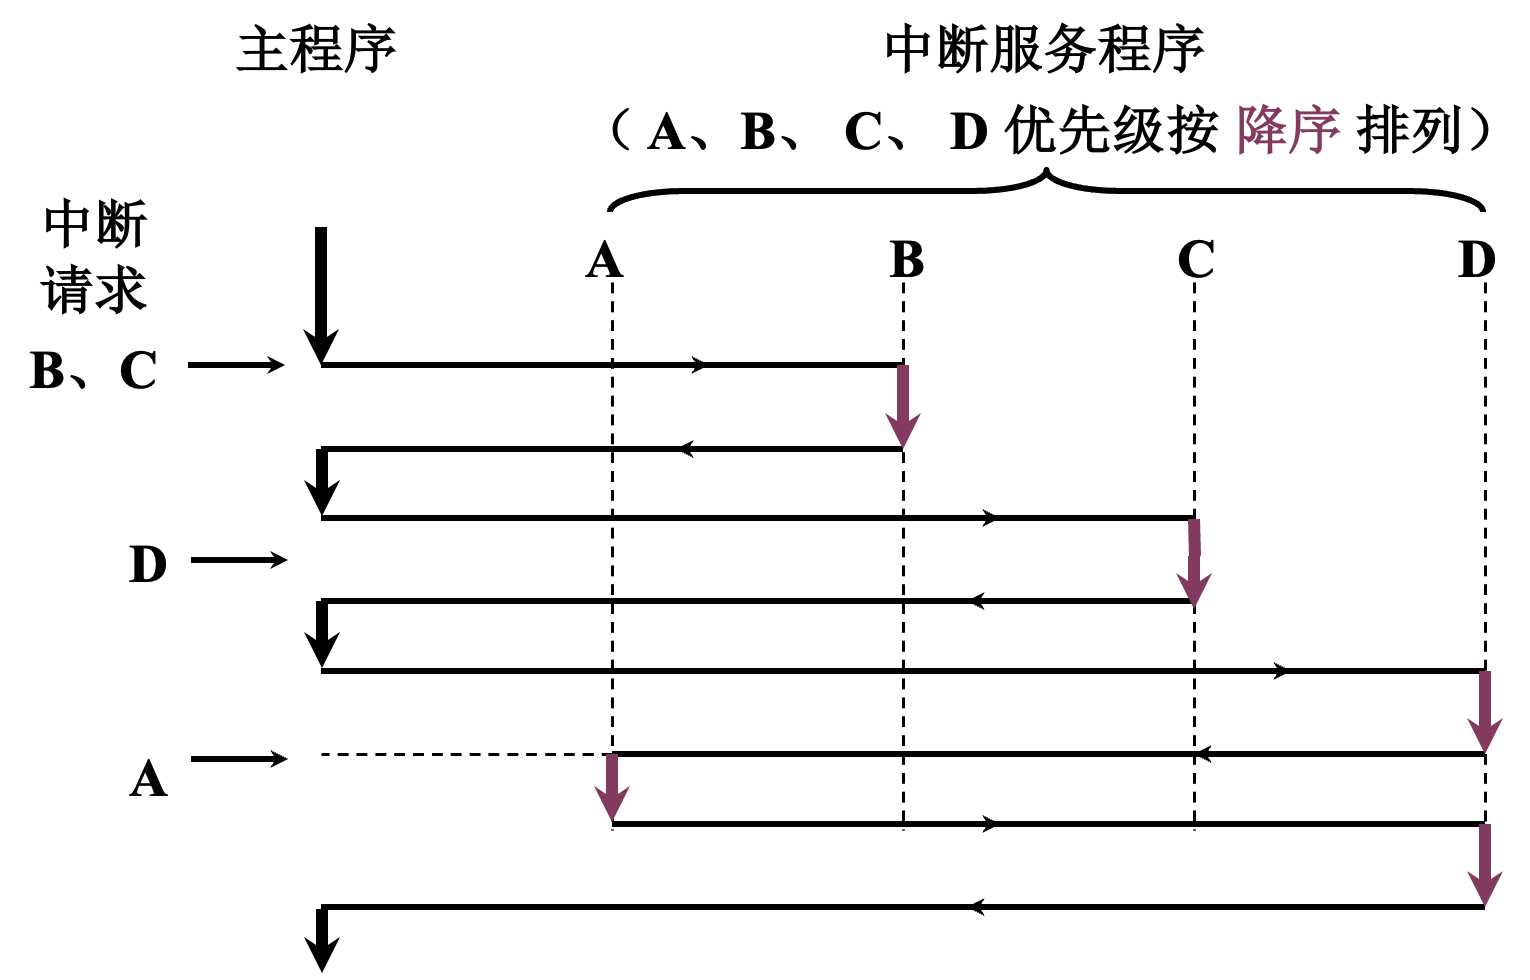 主程序
中断服务程序
（A、B、 C、 D 优先级按 降序 排列）
中断
请求
A
B
C
D
B、C
D
A